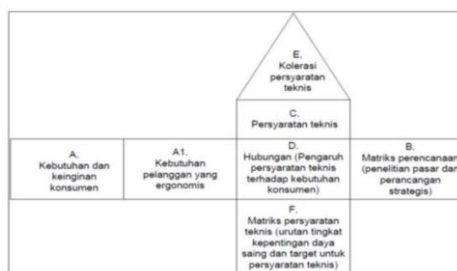 E.
Kolerasi
persyaratan
teknis
C.
Persyaratan teknis
A.
Kebutuhan dan
keinginan
konsumen
A1.
Kebutuhan
pelanggan yang
ergonomis
D.
Hubungan (Pengaruh
persyaratan teknis
terhadap kebutuhan
konsumen)
B.
Matriks perencanaan
(penelitian pasar dan
perancangan
strategis)
F.
Matriks persyaratan
teknis (urutan tingkat
kepentingan daya
saing dan target untuk
persyaratan teknis)